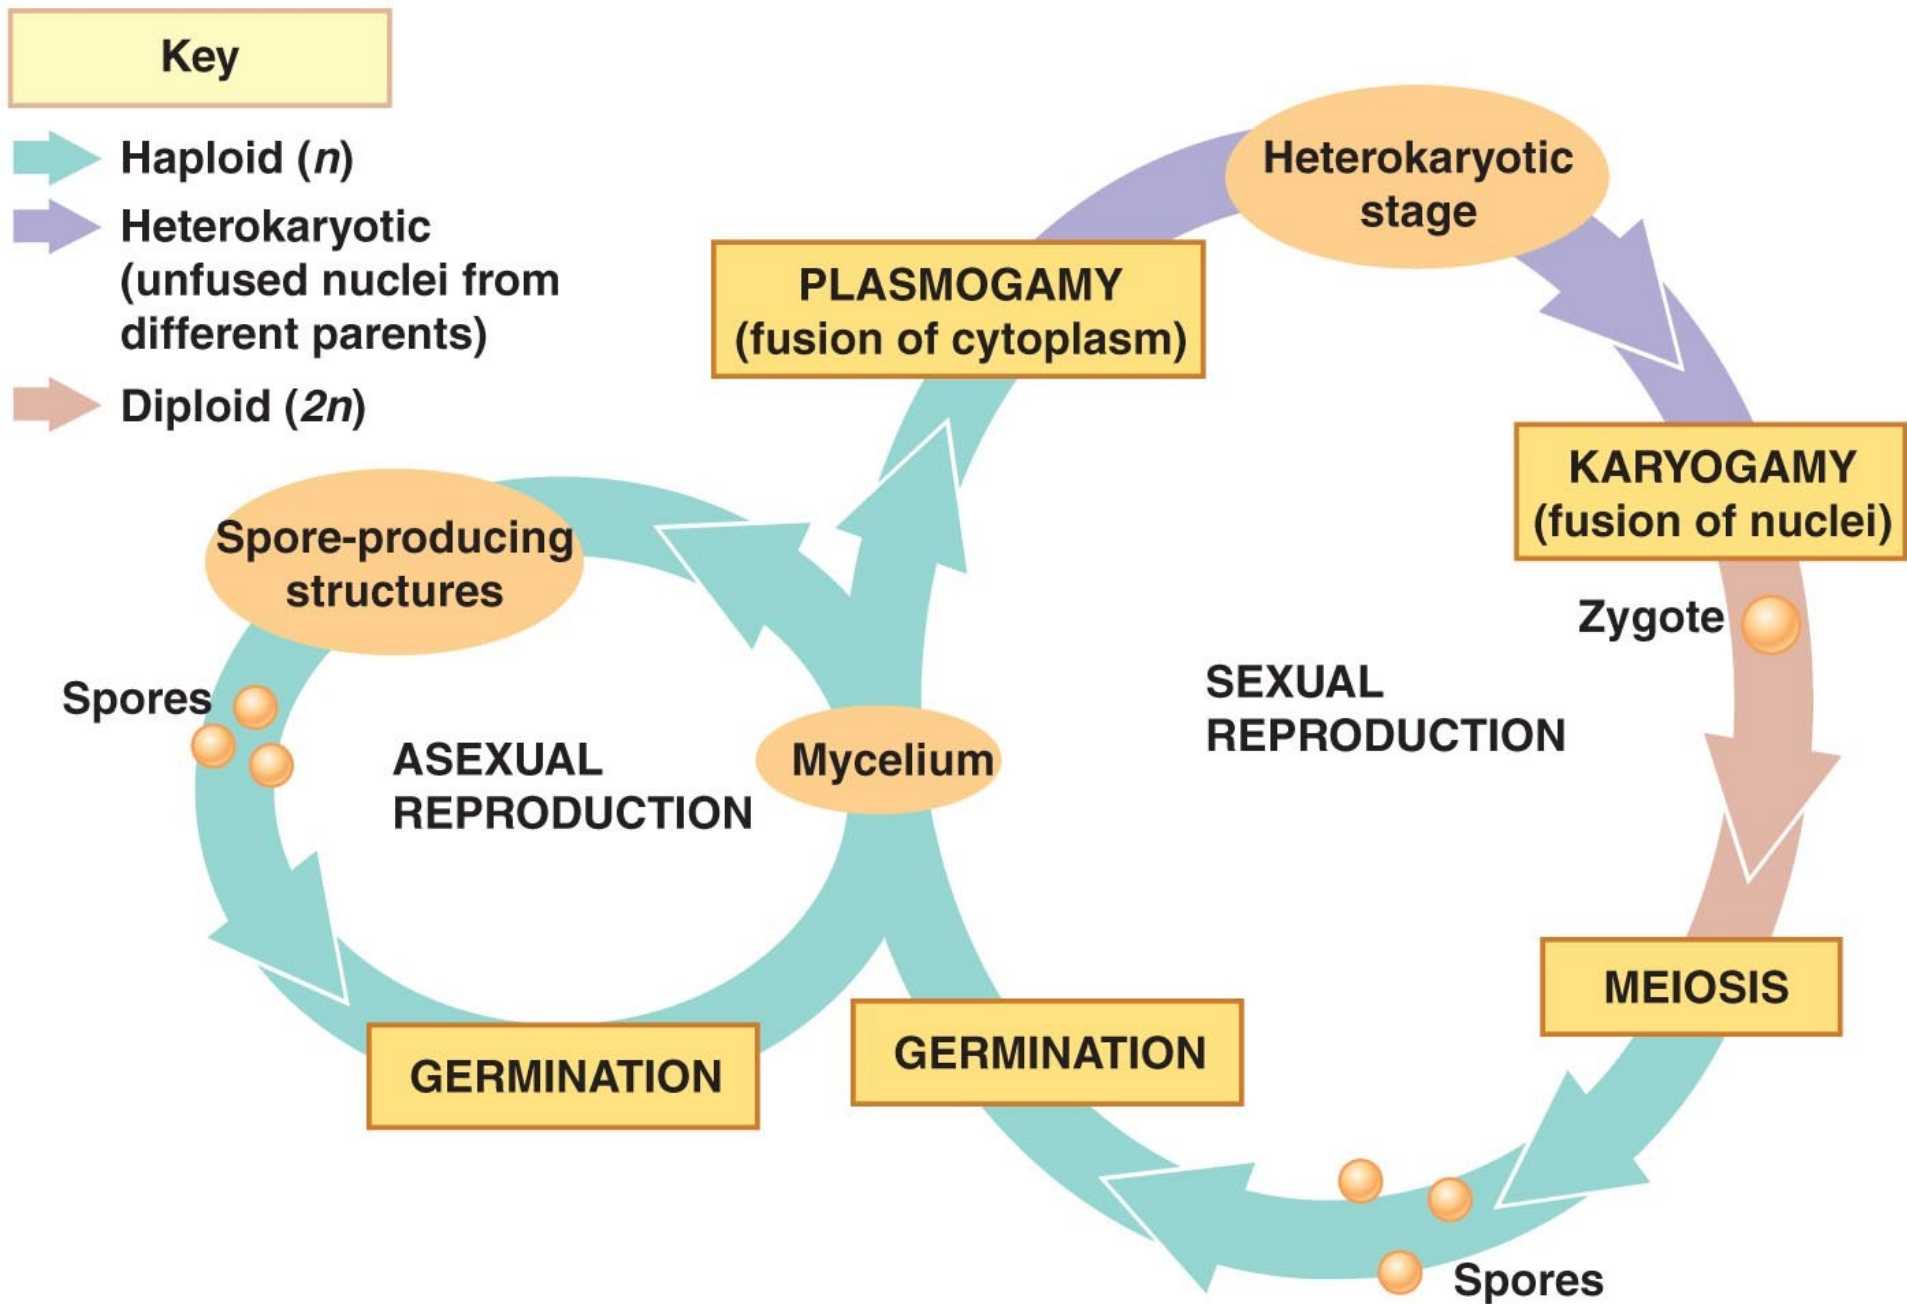 Key
Haploid (n)
Heterokaryotic
(unfused nuclei from
different parents)
Diploid (2n)
Heterokaryotic
stage
PLASMOGAMY
(fusion of cytoplasm)
KARYOGAMY
(fusion of nuclei)
Spore-producing
structures
Zygote
Spores
SEXUAL
REPRODUCTION
ASEXUAL
REPRODUCTION
Mycelium
MEIOSIS
GERMINATION
GERMINATION
Spores